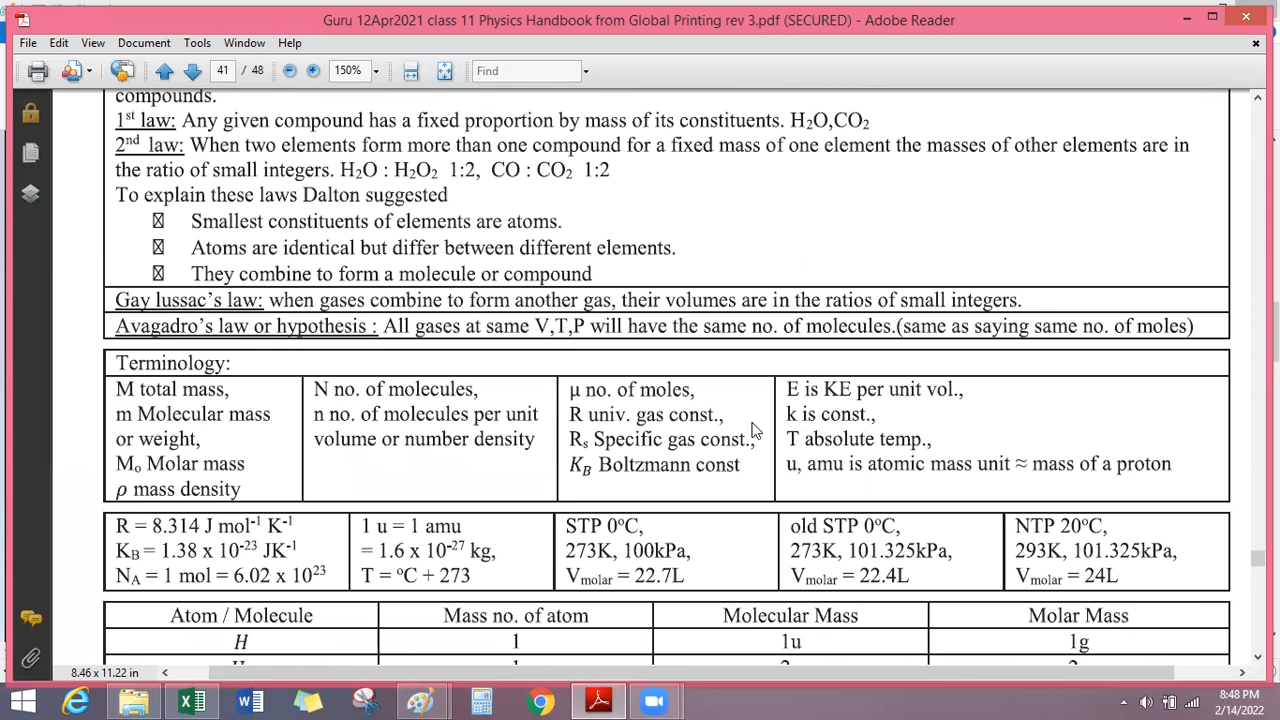 Guru 12Apr2021 class 11 Physics Handbook from Global Printing rev 3.pdf (SECURED) - Adobe Reader
File Edit View Document Tools Window Help
41 / 48 150% Find
compounds.
1st law: Any given compound has a fixed proportion by mass of its constituents. H₂O,CO₂
2nd law: When two elements form more than one compound for a fixed mass of one element the masses of other elements are in
the ratio of small integers. H₂O : H₂O₂ 1:2, CO : CO₂ 1:2
To explain these laws Dalton suggested
Smallest constituents of elements are atoms.
Atoms are identical but differ between different elements.
They combine to form a molecule or compound
Gay lussac's law: when gases combine to form another gas, their volumes are in the ratios of small integers.
Avagadro's law or hypothesis : All gases at same V,T,P will have the same no. of molecules.(same as saying same no. of moles)
Terminology:
M total mass,
m Molecular mass
or weight,
Mₒ Molar mass
ρ mass density
N no. of molecules,
n no. of molecules per unit
volume or number density
μ no. of moles,
R univ. gas const.,
Rₛ Specific gas const.,
K_B Boltzmann const
E is KE per unit vol.,
k is const.,
T absolute temp.,
u, amu is atomic mass unit ≈ mass of a proton
R = 8.314 J mol⁻¹ K⁻¹
K_B = 1.38 x 10⁻²³ JK⁻¹
N_A = 1 mol = 6.02 x 10²³
1 u = 1 amu
= 1.6 x 10⁻²⁷ kg,
T = ᵒC + 273
STP 0ᵒC,
273K, 100kPa,
Vmolar = 22.7L
old STP 0ᵒC,
273K, 101.325kPa,
Vmolar = 22.4L
NTP 20ᵒC,
293K, 101.325kPa,
Vmolar = 24L
Atom / Molecule Mass no. of atom Molecular Mass Molar Mass
H 1 1u 1g
8.46 x 11.22 in
8:48 PM
2/14/2022